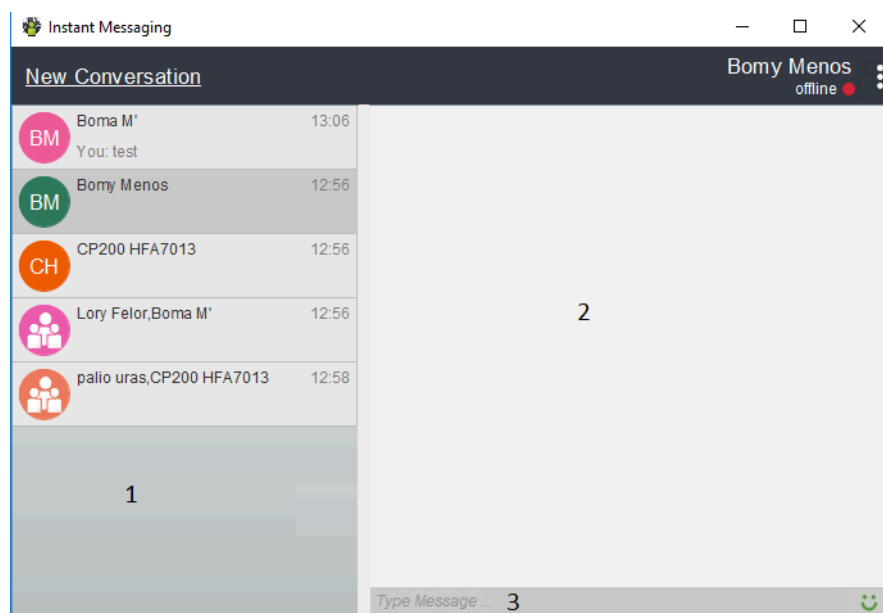 Instant Messaging
New Conversation
Bomy Menos
offline
BM
Boma M'
13:06
You: test
BM
Bomy Menos
12:56
CH
CP200 HFA7013
12:56
Lory Felor,Boma M'
12:56
palio uras,CP200 HFA7013
12:58
1
2
Type Message ...
3